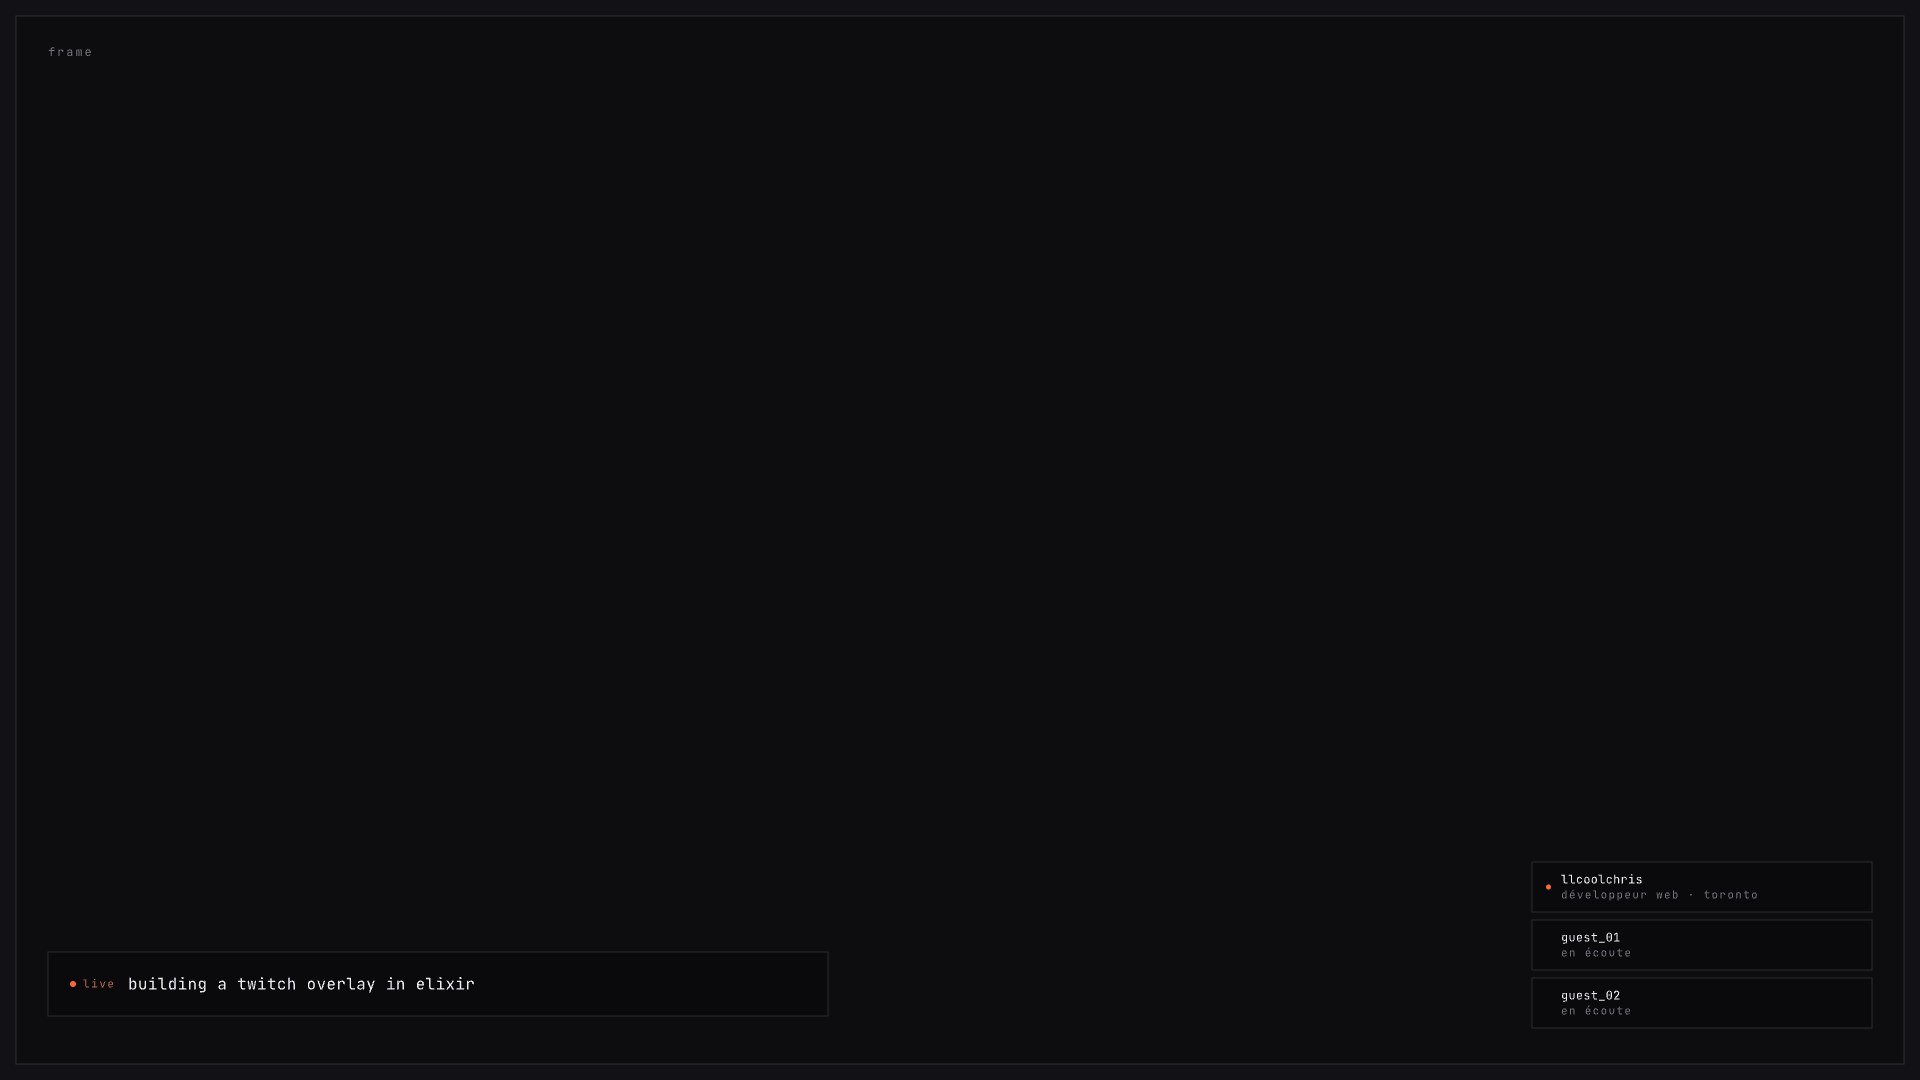 frame
llcoolchris
développeur web · toronto
guest_01
en écoute
live building a twitch overlay in elixir
guest_02
en écoute